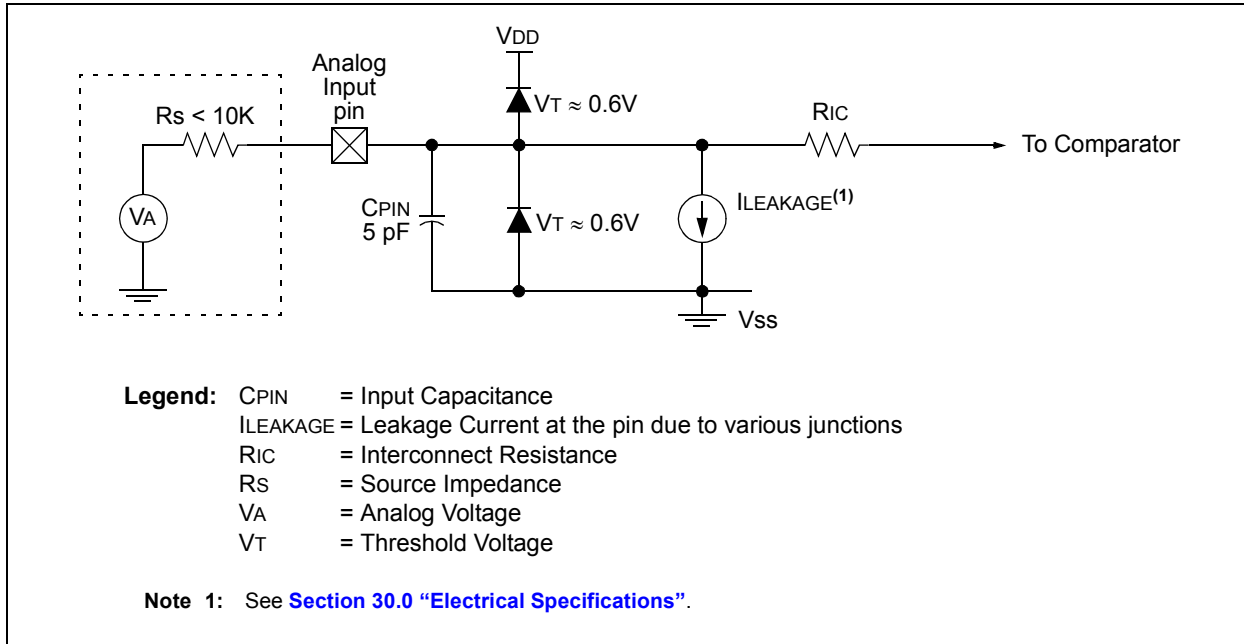 VDD
Analog
Input
pin
Rs < 10K
VT ≈ 0.6V
RIC
To Comparator
VA
CPIN
5 pF
VT ≈ 0.6V
ILEAKAGE(1)
Vss
Legend: CPIN = Input Capacitance
ILEAKAGE = Leakage Current at the pin due to various junctions
RIC = Interconnect Resistance
RS = Source Impedance
VA = Analog Voltage
VT = Threshold Voltage
Note 1: See Section 30.0 “Electrical Specifications”.